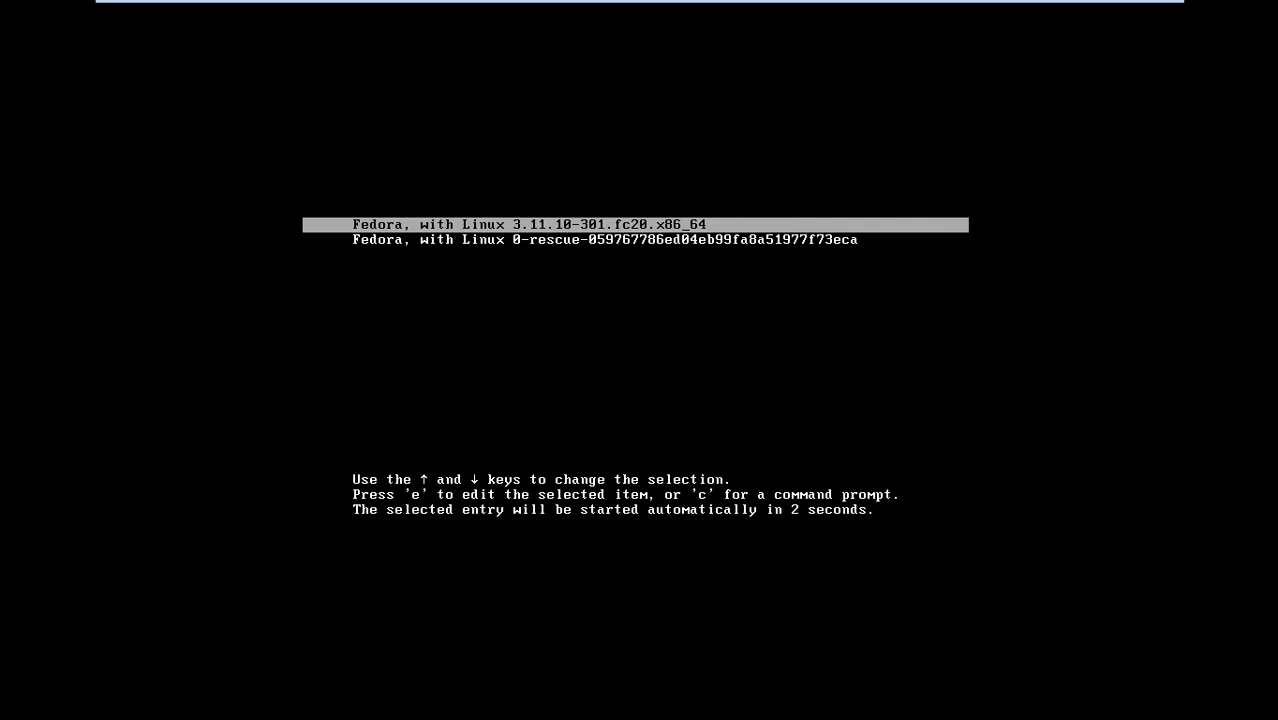 Fedora, with Linux 3.11.10-301.fc20.x86_64
Fedora, with Linux 0-rescue-059767786ed04eb99fa8a51977f73eca
Use the ↑ and ↓ keys to change the selection.
Press 'e' to edit the selected item, or 'c' for a command prompt.
The selected entry will be started automatically in 2 seconds.